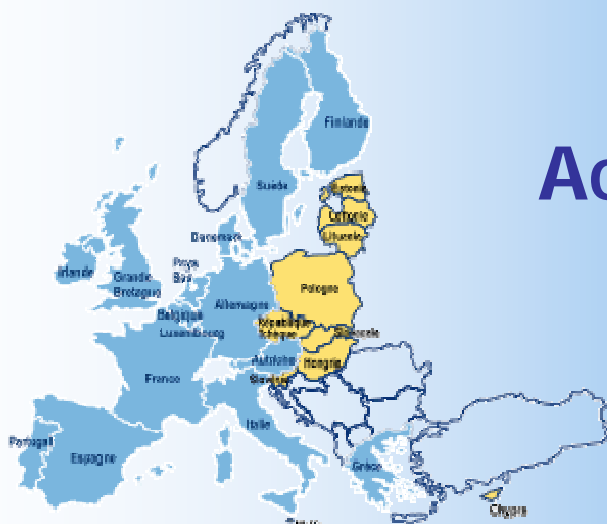 Finlande
Ac
Suède
Estonie
Lettonie
Lituanie
Danemark
Irlande
Pays
Bas
Grande
Bretagne
Pologne
Allemagne
Belgique
Luxembourg
République
Tchèque
Slovaquie
Autriche
Hongrie
France
Slovénie
Italie
Portugal
Espagne
Grèce
Chypre